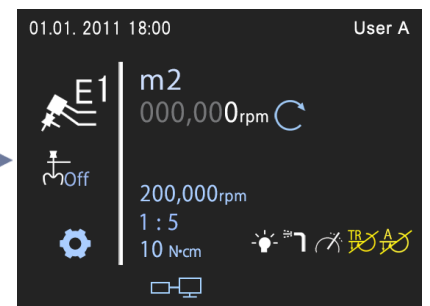 01.01. 2011 18:00 User A
E1
m2
000,000rpm
Off
200,000rpm
1 : 5
10 N•cm
TR A